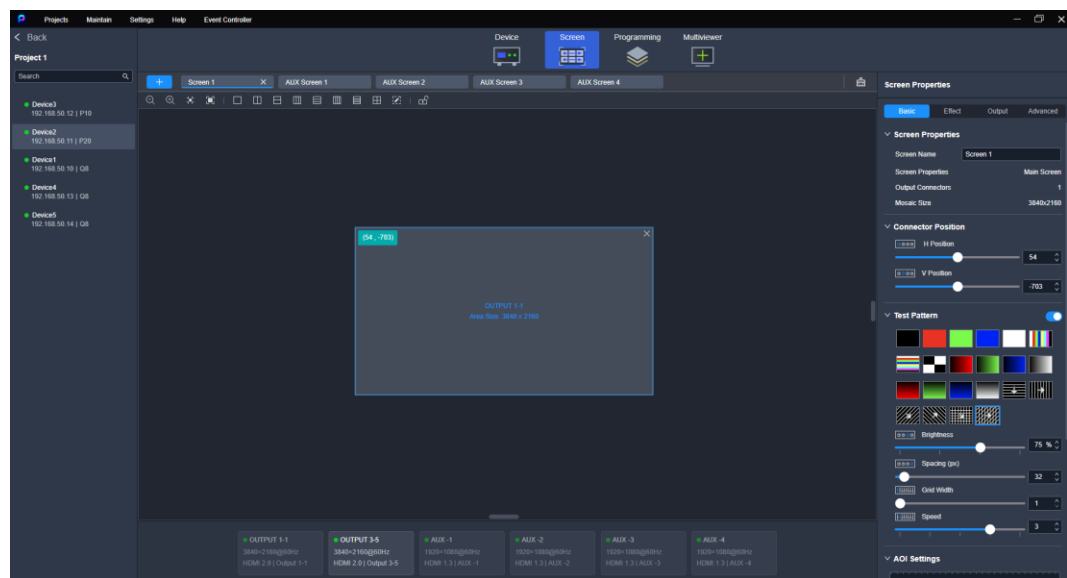 Projects Maintain Settings Help Event Controller
Back
Project 1
Search
Device3
192.168.50.12 | P10
Device2
192.168.50.11 | P20
Device1
192.168.50.10 | Q8
Device4
192.168.50.13 | Q8
Device5
192.168.50.14 | Q8
Device Screen Programming Multiviewer
+ Screen 1 X AUX Screen 1 AUX Screen 2 AUX Screen 3 AUX Screen 4
(54 , -703)
OUTPUT 1-1
Area Size 3840 x 2160
OUTPUT 1-1
3840×2160@60Hz
HDMI 2.0 | Output 1-1
OUTPUT 3-5
3840×2160@60Hz
HDMI 2.0 | Output 3-5
AUX -1
1920×1080@60Hz
HDMI 1.3 | AUX -1
AUX -2
1920×1080@60Hz
HDMI 1.3 | AUX -2
AUX -3
1920×1080@60Hz
HDMI 1.3 | AUX -3
AUX -4
1920×1080@60Hz
HDMI 1.3 | AUX -4
Screen Properties
Basic Effect Output Advanced
Screen Properties
Screen Name Screen 1
Screen Properties Main Screen
Output Connectors 1
Mosaic Size 3840x2160
Connector Position
H Position
54
V Position
-703
Test Pattern
Brightness
75 %
Spacing (px)
32
Grid Width
1
Speed
3
AOI Settings